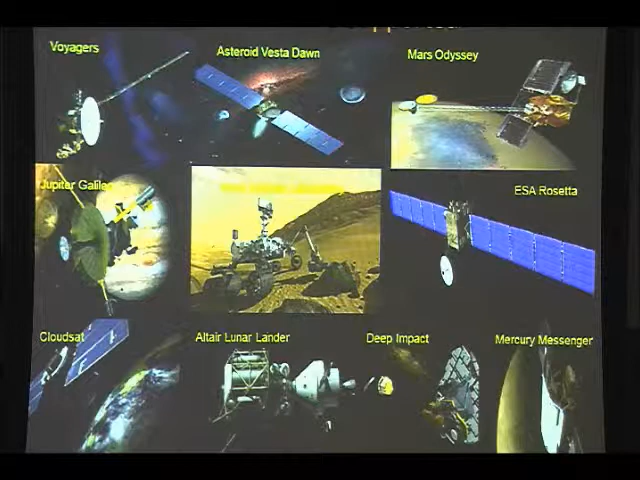 Voyagers
Asteroid Vesta Dawn
Mars Odyssey
Jupiter Galileo
ESA Rosetta
Cloudsat
Altair Lunar Lander
Deep Impact
Mercury Messenger